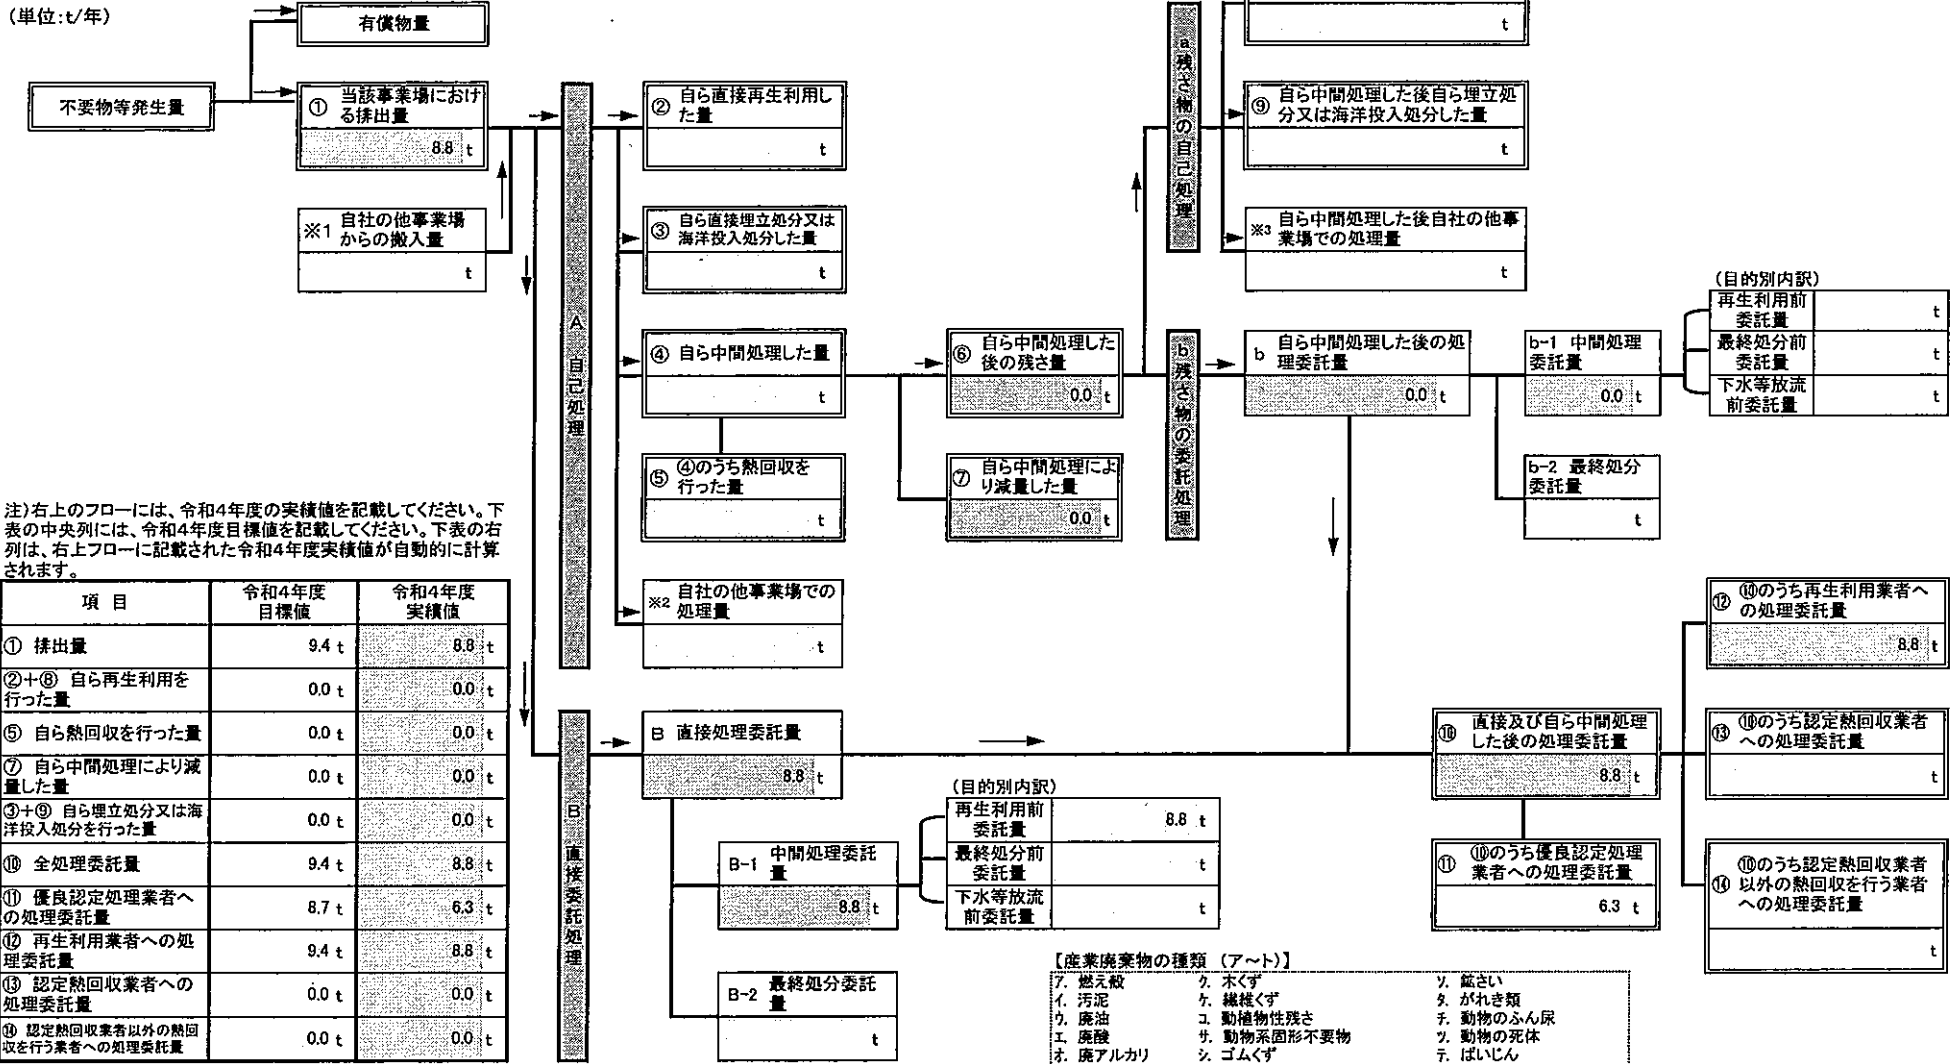 (単位:t/年)
有償物量
不要物等発生量
① 当該事業場におけ
る排出量
8.8 t
※1 自社の他事業場
からの搬入量
t
A 自己処理
② 自ら直接再生利用し
た量
t
③ 自ら直接埋立処分又は
海洋投入処分した量
t
④ 自ら中間処理した量
t
⑤ ④のうち熱回収を
行った量
t
※2 自社の他事業場での
処理量
t
⑥ 自ら中間処理した
後の残さ量
0.0 t
⑦ 自ら中間処理によ
り減量した量
0.0 t
a 残さ物の自己処理
t
⑨ 自ら中間処理した後自ら埋立処
分又は海洋投入処分した量
t
※3 自ら中間処理した後自社の他事
業場での処理量
t
b 残さ物の委託処理
b 自ら中間処理した後の処
理委託量
0.0 t
b-1 中間処理
委託量
0.0 t
(目的別内訳)
再生利用前
委託量 t
最終処分前
委託量 t
下水等放流
前委託量 t
b-2 最終処分
委託量
t
注)右上のフローには、令和4年度の実績値を記載してください。下
表の中央列には、令和4年度目標値を記載してください。下表の右
列は、右上フローに記載された令和4年度実績値が自動的に計算
されます。
項 目 令和4年度 目標値 令和4年度 実績値
① 排出量 9.4 t 8.8 t
②+⑧ 自ら再生利用を
行った量 0.0 t 0.0 t
⑤ 自ら熱回収を行った量 0.0 t 0.0 t
⑦ 自ら中間処理により減
量した量 0.0 t 0.0 t
③+⑨ 自ら埋立処分又は海
洋投入処分を行った量 0.0 t 0.0 t
⑩ 全処理委託量 9.4 t 8.8 t
⑪ 優良認定処理業者へ
の処理委託量 8.7 t 6.3 t
⑫ 再生利用業者への処
理委託量 9.4 t 8.8 t
⑬ 認定熱回収業者への
処理委託量 0.0 t 0.0 t
⑭ 認定熱回収業者以外の熱回
収を行う業者への処理委託量 0.0 t 0.0 t
B 直接委託処理
B 直接処理委託量
8.8 t
B-1 中間処理委託
量
8.8 t
(目的別内訳)
再生利用前
委託量 8.8 t
最終処分前
委託量 t
下水等放流
前委託量 t
B-2 最終処分委託
量
t
⑩ 直接及び自ら中間処理
した後の処理委託量
8.8 t
⑪ ⑩のうち優良認定処理
業者への処理委託量
6.3 t
⑫ ⑩のうち再生利用業者へ
の処理委託量
8.8 t
⑬ ⑩のうち認定熱回収業者
への処理委託量
t
⑭ ⑩のうち認定熱回収業者
以外の熱回収を行う業者
への処理委託量
t
【産業廃棄物の種類 (ア～ト)】
ア. 燃え殻 ク. 木くず ソ. 鉱さい
イ. 汚泥 ケ. 繊維くず タ. がれき類
ウ. 廃油 コ. 動植物性残さ チ. 動物のふん尿
エ. 廃酸 サ. 動物系固形不要物 ツ. 動物の死体
オ. 廃アルカリ シ. ゴムくず テ. ばいじん